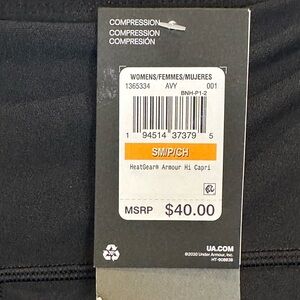 COMPRESSION
COMPRESSION
COMPRESIÓN
WOMENS/FEMMES/MUJERES
1365334 AVY 001
BNH-P1-2
1 94514 37379 5
SM/P/CH
HeatGear® Armour Hi Capri
MSRP $40.00
UA.COM
©2020 Under Armour, Inc.